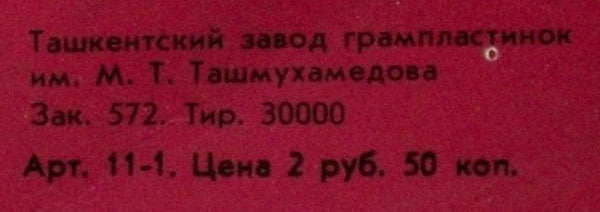 Ташкентский завод грампластинок
им. М. Т. Ташмухамедова
Зак. 572. Тир. 30000
Арт. 11-1. Цена 2 руб. 50 коп.